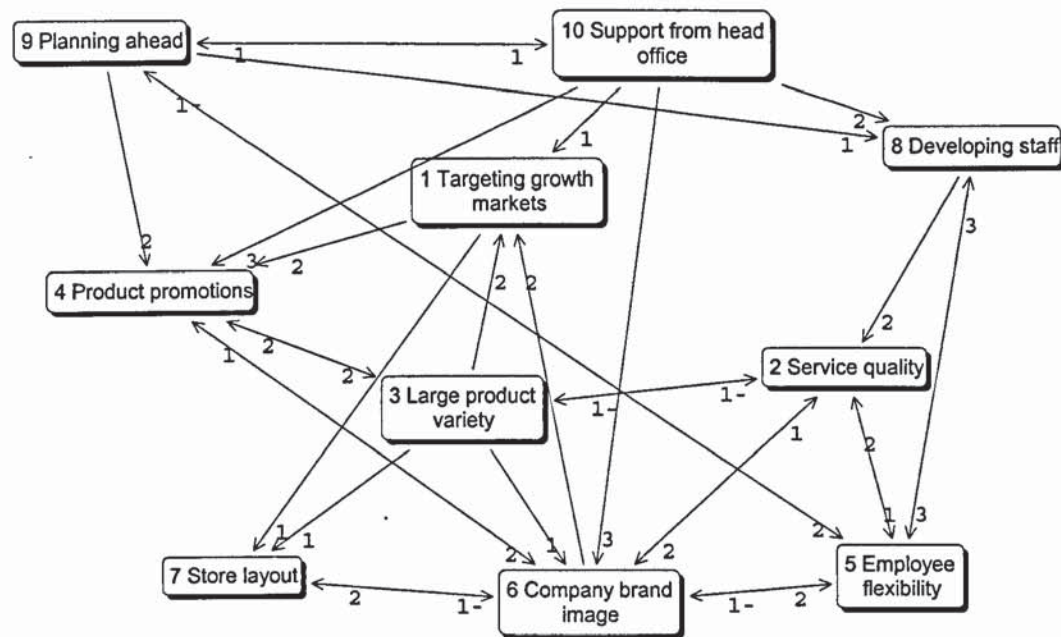 9 Planning ahead
10 Support from head
office
1
1
1-
2
1
8 Developing staff
1
1 Targeting growth
markets
3
2
3
2
4 Product promotions
2
2
1
2
2
2
2 Service quality
3 Large product
variety
1-
1-
1
2
1
1
1
3
2
1
3
2
2
7 Store layout
2
1-
6 Company brand
image
1-
2
5 Employee
flexibility